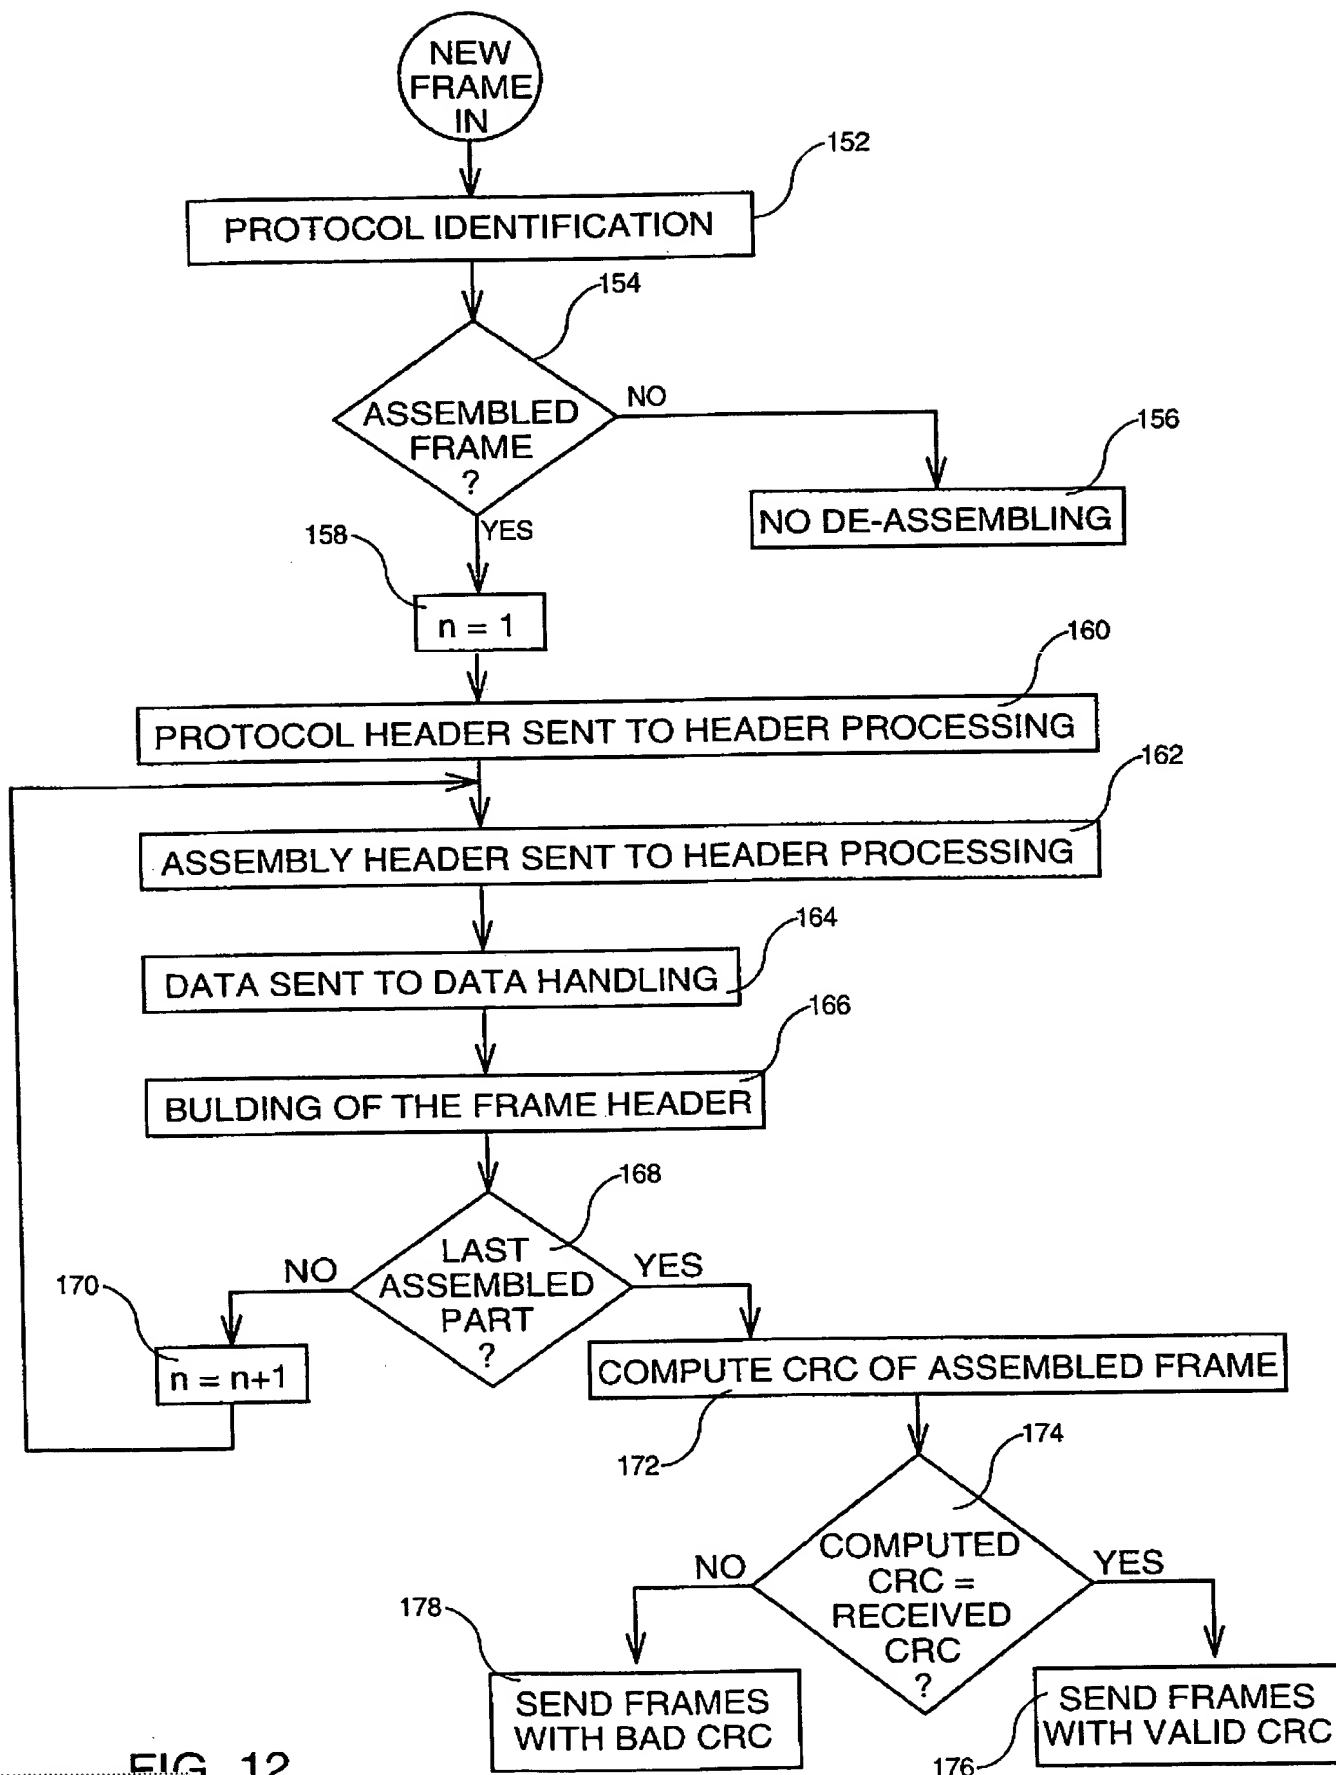 NEW
FRAME
IN
152
PROTOCOL IDENTIFICATION
154
ASSEMBLED
FRAME
?
NO
156
NO DE-ASSEMBLING
YES
158
n = 1
160
PROTOCOL HEADER SENT TO HEADER PROCESSING
162
ASSEMBLY HEADER SENT TO HEADER PROCESSING
164
DATA SENT TO DATA HANDLING
166
BULDING OF THE FRAME HEADER
168
LAST
ASSEMBLED
PART
?
NO
YES
170
n = n+1
COMPUTE CRC OF ASSEMBLED FRAME
172
174
COMPUTED
CRC =
RECEIVED
CRC
?
NO
YES
178
SEND FRAMES
WITH BAD CRC
SEND FRAMES
WITH VALID CRC
176
FIG. 12